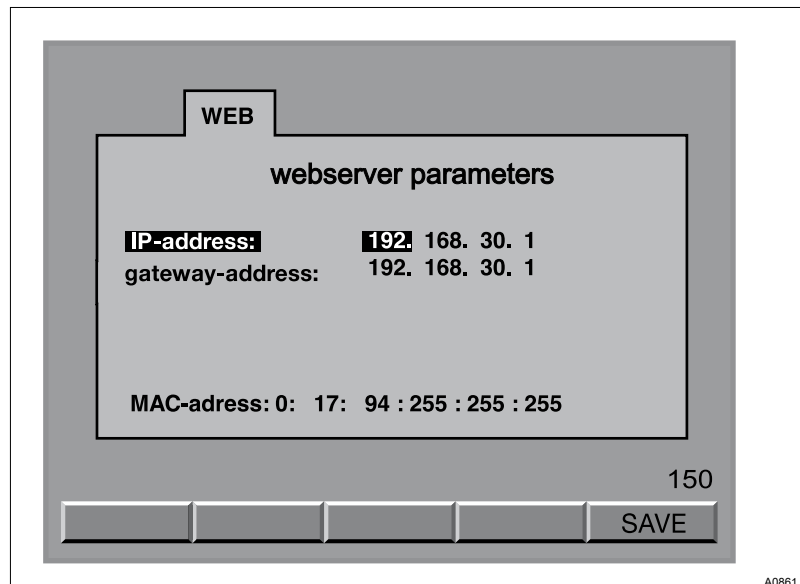 WEB
webserver parameters
IP-address: 192. 168. 30. 1
gateway-address: 192. 168. 30. 1
MAC-adress: 0: 17: 94 : 255 : 255 : 255
150
SAVE
A0861